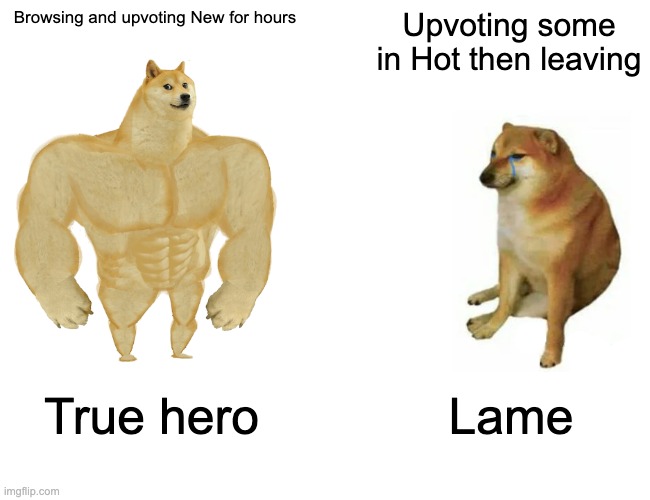 Browsing and upvoting New for hours
Upvoting some
in Hot then leaving
True hero
Lame
imgflip.com